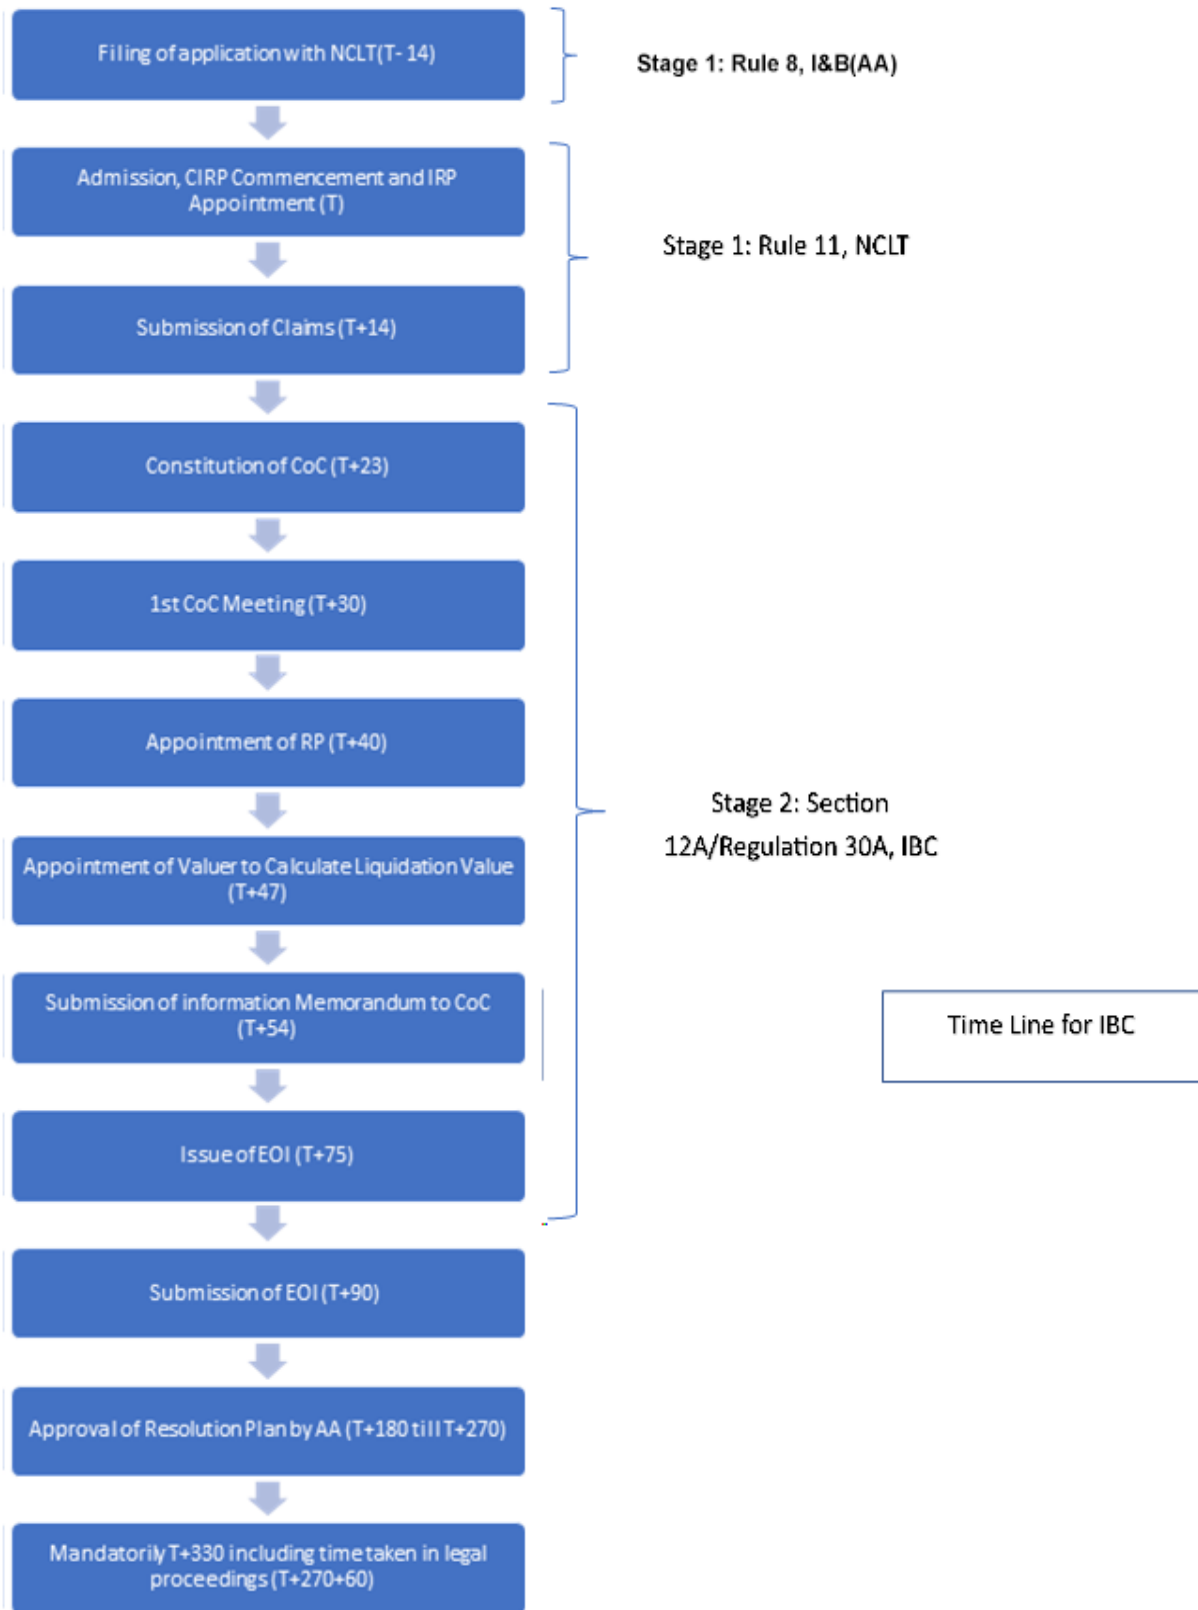 Filing of application with NCLT(T- 14)
Stage 1: Rule 8, I&B(AA)
Admission, CIRP Commencement and IRP
Appointment (T)
Stage 1: Rule 11, NCLT
Submission of Claims (T+14)
Constitution of CoC (T+23)
1st CoC Meeting (T+30)
Appointment of RP (T+40)
Stage 2: Section
12A/Regulation 30A, IBC
Appointment of Valuer to Calculate Liquidation Value
(T+47)
Submission of information Memorandum to CoC
(T+54)
Time Line for IBC
Issue of EOI (T+75)
Submission of EOI (T+90)
Approval of Resolution Plan by AA (T+180 till T+270)
Mandatorily T+330 including time taken in legal
proceedings (T+270+60)